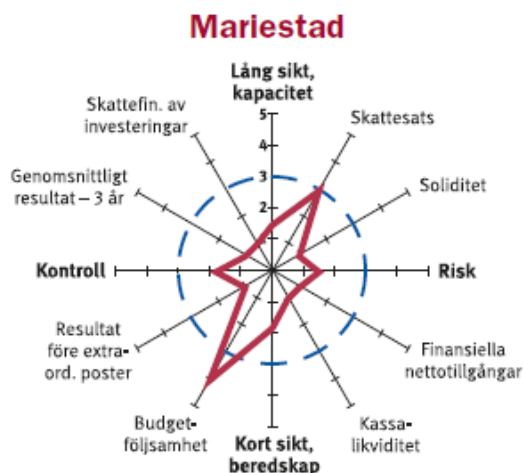 Mariestad
Lång sikt,
kapacitet
Skattefin. av
investeringar
Skattesats
Genomsnittligt
resultat – 3 år
Soliditet
5
4
3
2
Kontroll
Risk
Resultat
före extra-
ord. poster
Finansiella
nettotillgångar
Budget-
följsamhet
Kassa-
likviditet
Kort sikt,
beredskap